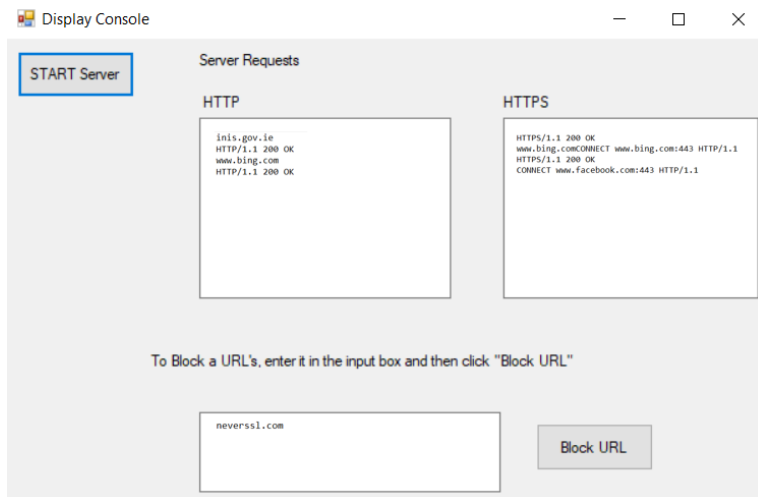 Display Console
START Server
Server Requests
HTTP
HTTPS
inis.gov.ie
HTTP/1.1 200 OK
www.bing.com
HTTP/1.1 200 OK
HTTPS/1.1 200 OK
www.bing.comCONNECT www.bing.com:443 HTTP/1.1
HTTPS/1.1 200 OK
CONNECT www.facebook.com:443 HTTP/1.1
To Block a URL's, enter it in the input box and then click "Block URL"
neverssl.com
Block URL